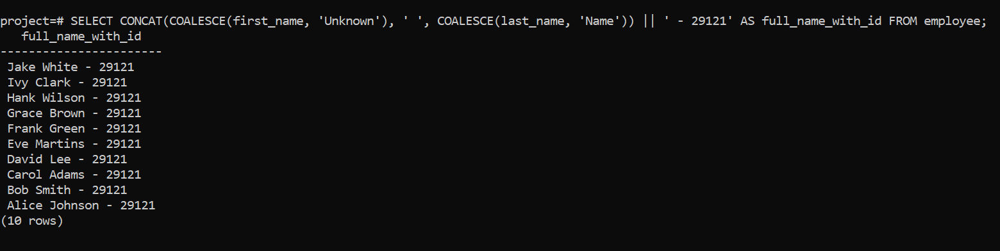 project=# SELECT CONCAT(COALESCE(first_name, 'Unknown'), ' ', COALESCE(last_name, 'Name')) || ' - 29121' AS full_name_with_id FROM employee;
full_name_with_id
-----------------------
Jake White - 29121
Ivy Clark - 29121
Hank Wilson - 29121
Grace Brown - 29121
Frank Green - 29121
Eve Martins - 29121
David Lee - 29121
Carol Adams - 29121
Bob Smith - 29121
Alice Johnson - 29121
(10 rows)